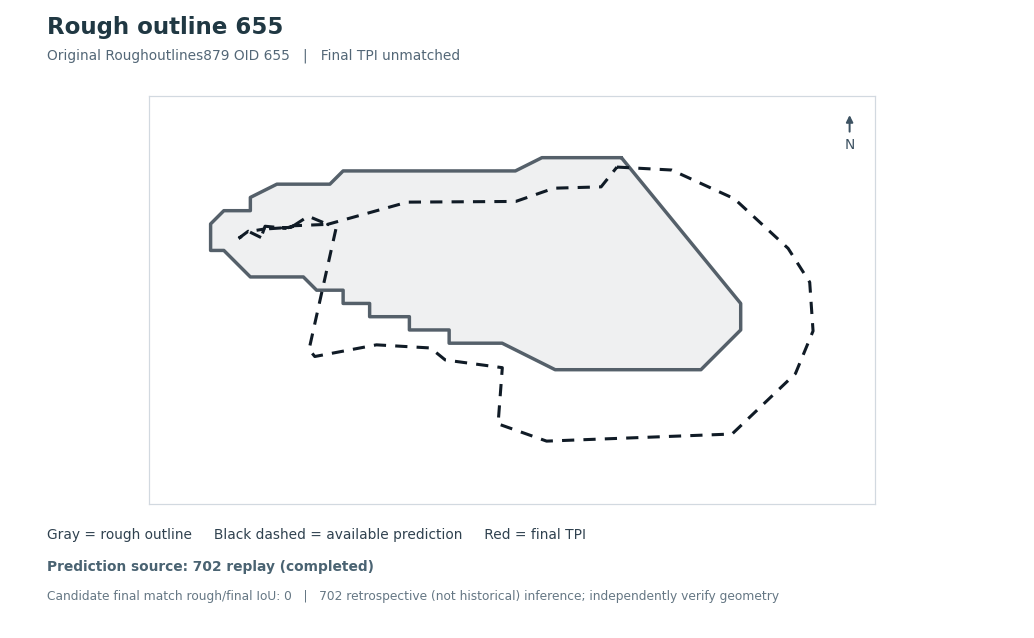 Rough outline 655
Original Roughoutlines879 OID 655   |   Final TPI unmatched
N
Gray = rough outline     Black dashed = available prediction     Red = final TPI
Prediction source: 702 replay (completed)
Candidate final match rough/final IoU: 0   |   702 retrospective (not historical) inference; independently verify geometry